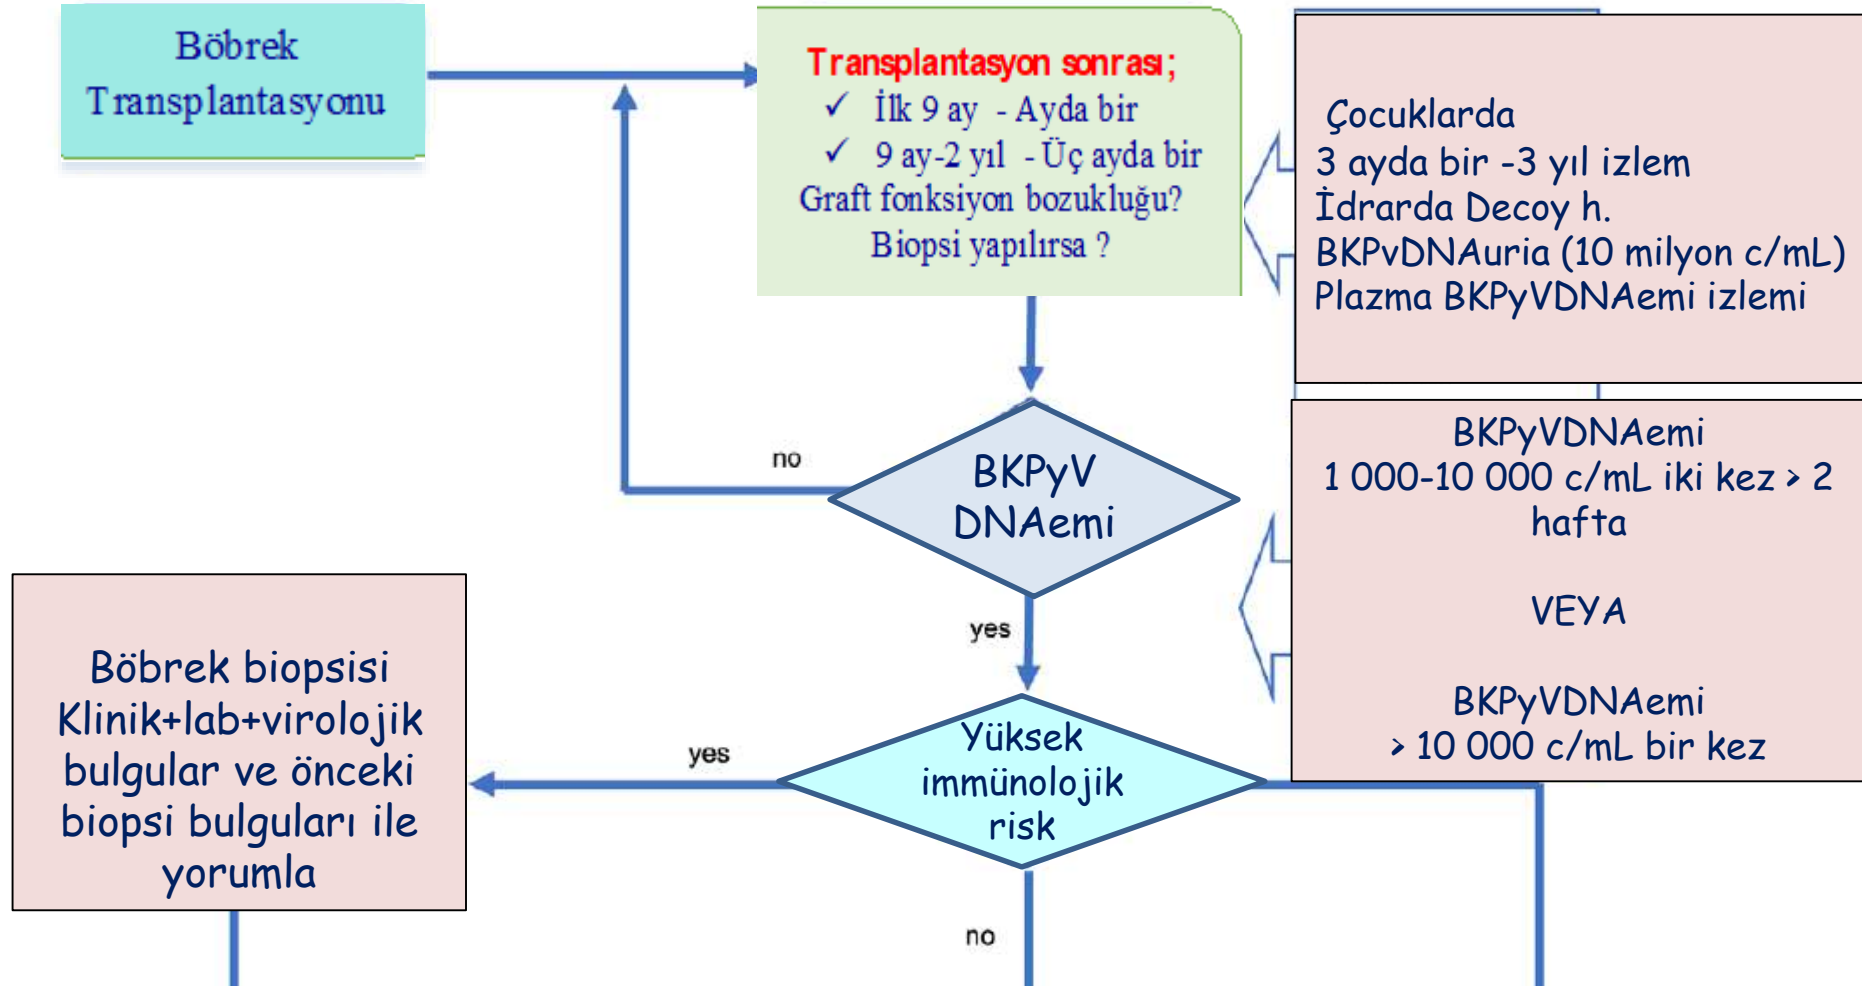 Böbrek
Transplantasyonu
Transplantasyon sonrası;
✓ İlk 9 ay - Ayda bir
✓ 9 ay-2 yıl - Üç ayda bir
Graft fonksiyon bozukluğu?
Biopsi yapılırsa ?
Çocuklarda
3 ayda bir -3 yıl izlem
İdrarda Decoy h.
BKPvDNAuria (10 milyon c/mL)
Plazma BKPyVDNAemi izlemi
no
BKPyV
DNAemi
BKPyVDNAemi
1 000-10 000 c/mL iki kez > 2
hafta
VEYA
BKPyVDNAemi
> 10 000 c/mL bir kez
yes
Böbrek biopsisi
Klinik+lab+virolojik
bulgular ve önceki
biopsi bulguları ile
yorumla
yes
Yüksek
immünolojik
risk
no